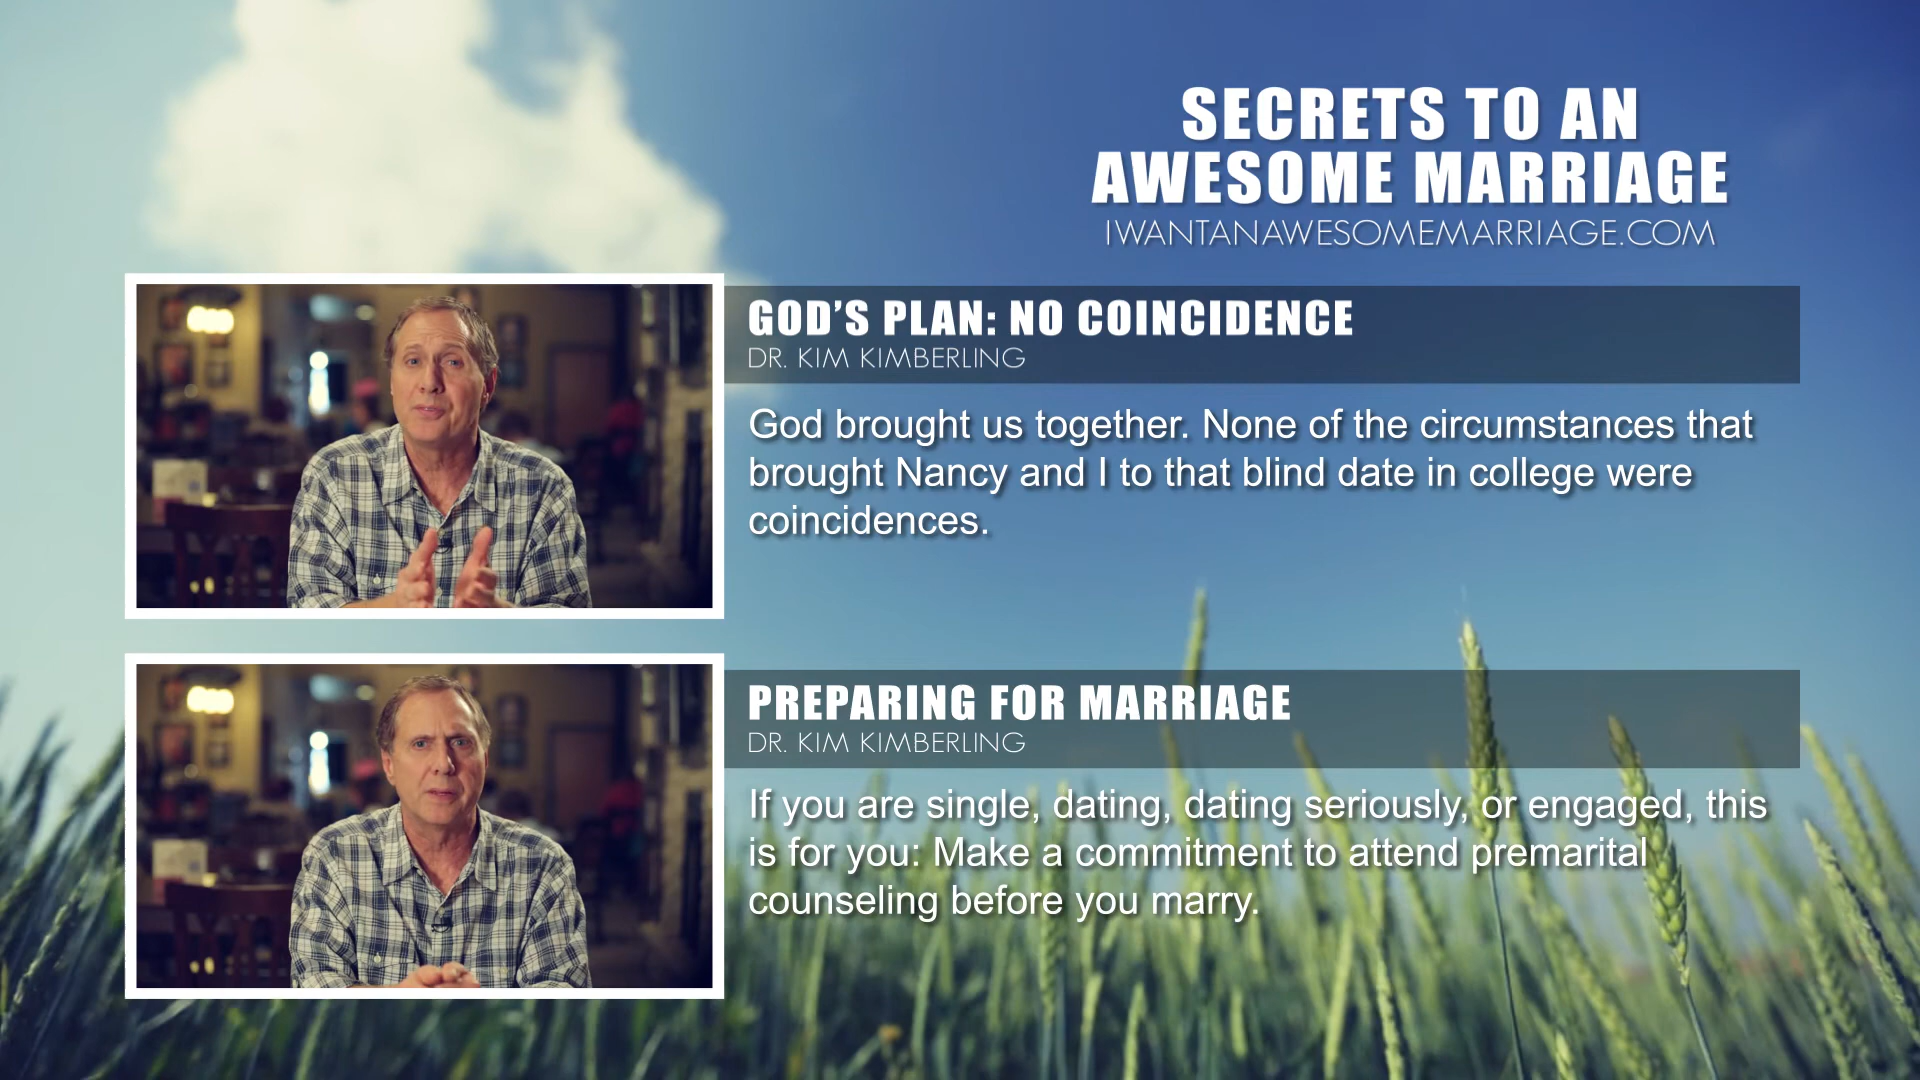 SECRETS TO AN
AWESOME MARRIAGE
IWANTANAWESOMEMARRIAGE.COM
GOD’S PLAN: NO COINCIDENCE
DR. KIM KIMBERLING
God brought us together. None of the circumstances that
brought Nancy and I to that blind date in college were
coincidences.
PREPARING FOR MARRIAGE
DR. KIM KIMBERLING
If you are single, dating, dating seriously, or engaged, this
is for you: Make a commitment to attend premarital
counseling before you marry.